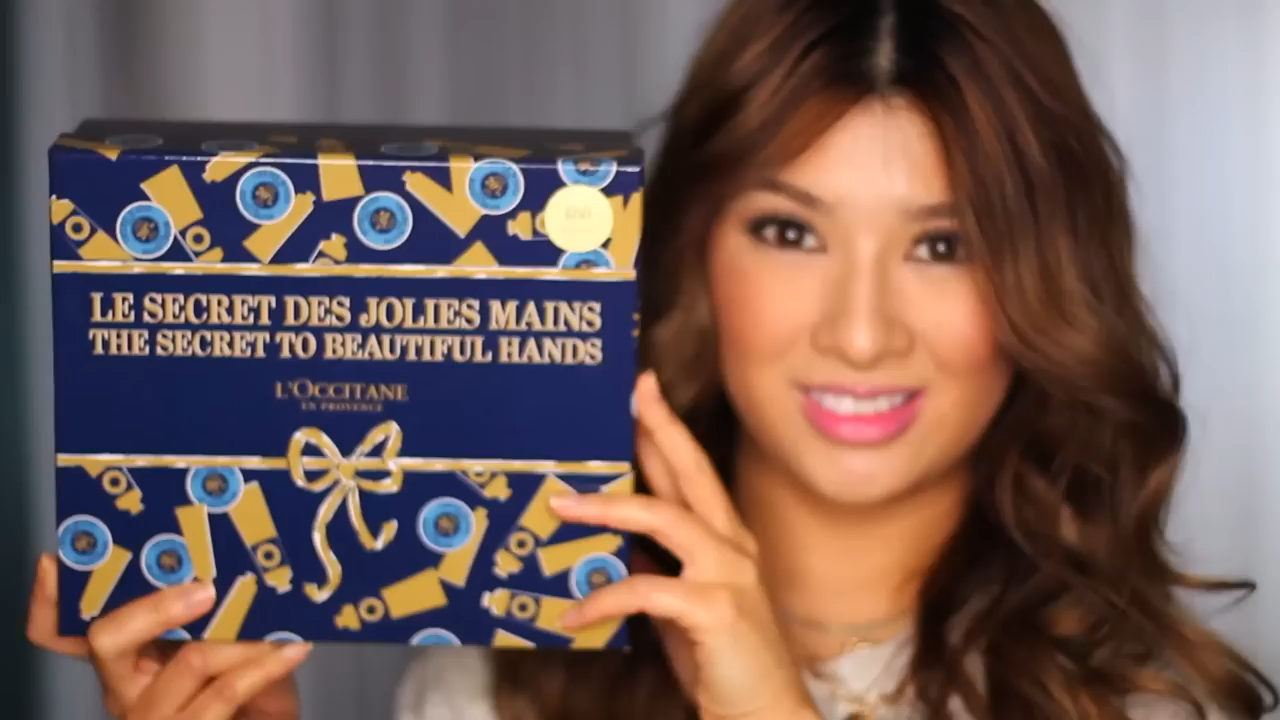 LE SECRET DES JOLIES MAINS
THE SECRET TO BEAUTIFUL HANDS
L'OCCITANE
EN PROVENCE